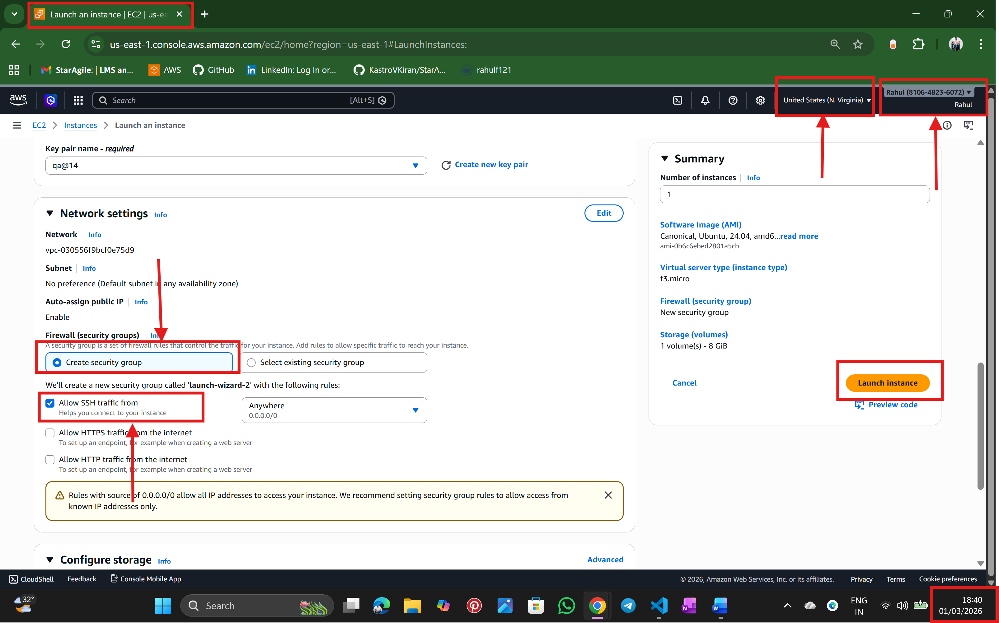 Launch an instance | EC2 | us-ea
us-east-1.console.aws.amazon.com/ec2/home?region=us-east-1#LaunchInstances:
StarAgile: | LMS an...
AWS
GitHub
LinkedIn: Log In or...
KastroVKiran/StarA...
rahulf121
aws
Search
[Alt+S]
United States (N. Virginia)
Rahul (8106-4823-6072)
Rahul
EC2
Instances
Launch an instance
Key pair name - required
qa@14
Create new key pair
Network settings Info
Edit
Network Info
vpc-030556f9bcf0e75d9
Subnet Info
No preference (Default subnet in any availability zone)
Auto-assign public IP Info
Enable
Firewall (security groups) Info
A security group is a set of firewall rules that control the traffic for your instance. Add rules to allow specific traffic to reach your instance.
Create security group
Select existing security group
We'll create a new security group called 'launch-wizard-2' with the following rules:
Allow SSH traffic from
Helps you connect to your instance
Anywhere
0.0.0.0/0
Allow HTTPS traffic from the internet
To set up an endpoint, for example when creating a web server
Allow HTTP traffic from the internet
To set up an endpoint, for example when creating a web server
Rules with source of 0.0.0.0/0 allow all IP addresses to access your instance. We recommend setting security group rules to allow access from
known IP addresses only.
Configure storage Info
Advanced
Summary
Number of instances Info
1
Software Image (AMI)
Canonical, Ubuntu, 24.04, amd6...read more
ami-0b6c6ebed2801a5cb
Virtual server type (instance type)
t3.micro
Firewall (security group)
New security group
Storage (volumes)
1 volume(s) - 8 GiB
Cancel
Launch instance
Preview code
CloudShell
Feedback
Console Mobile App
© 2026, Amazon Web Services, Inc. or its affiliates.
Privacy
Terms
Cookie preferences
32°
Search
ENG
IN
18:40
01/03/2026